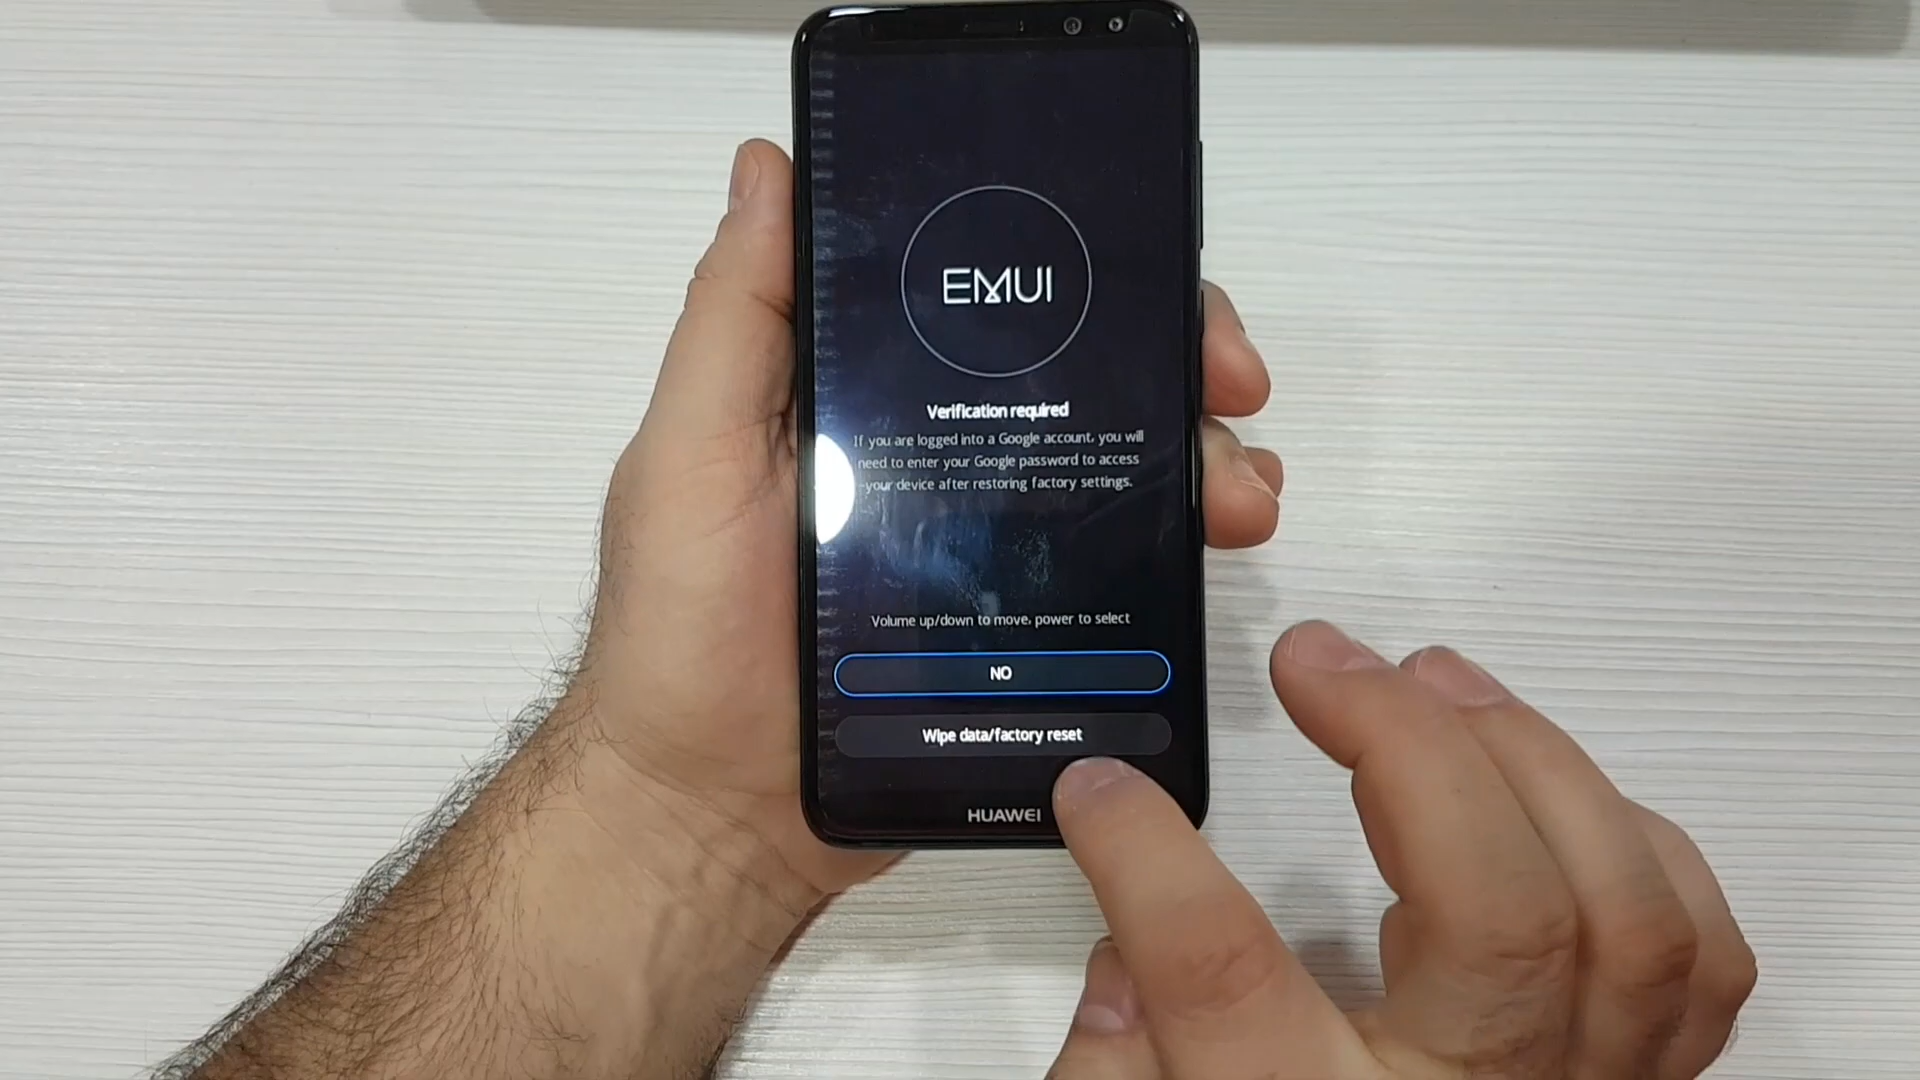 EMUI
Verification required
If you are logged into a Google account, you will
need to enter your Google password to access
your device after restoring factory settings.
Volume up/down to move, power to select
NO
Wipe data/factory reset
HUAWEI